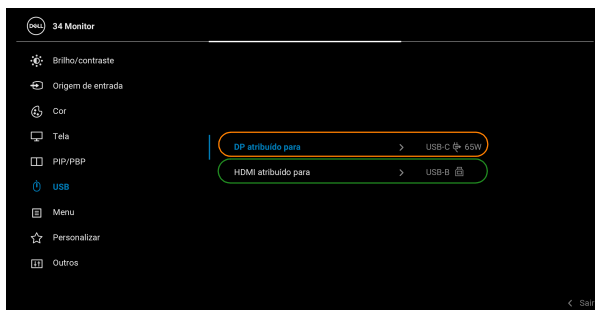 DELL 34 Monitor
Brilho/contraste
Origem de entrada
Cor
Tela
DP atribuído para > USB-C 65W
PIP/PBP
HDMI atribuído para > USB-B
USB
Menu
Personalizar
Outros
< Sair